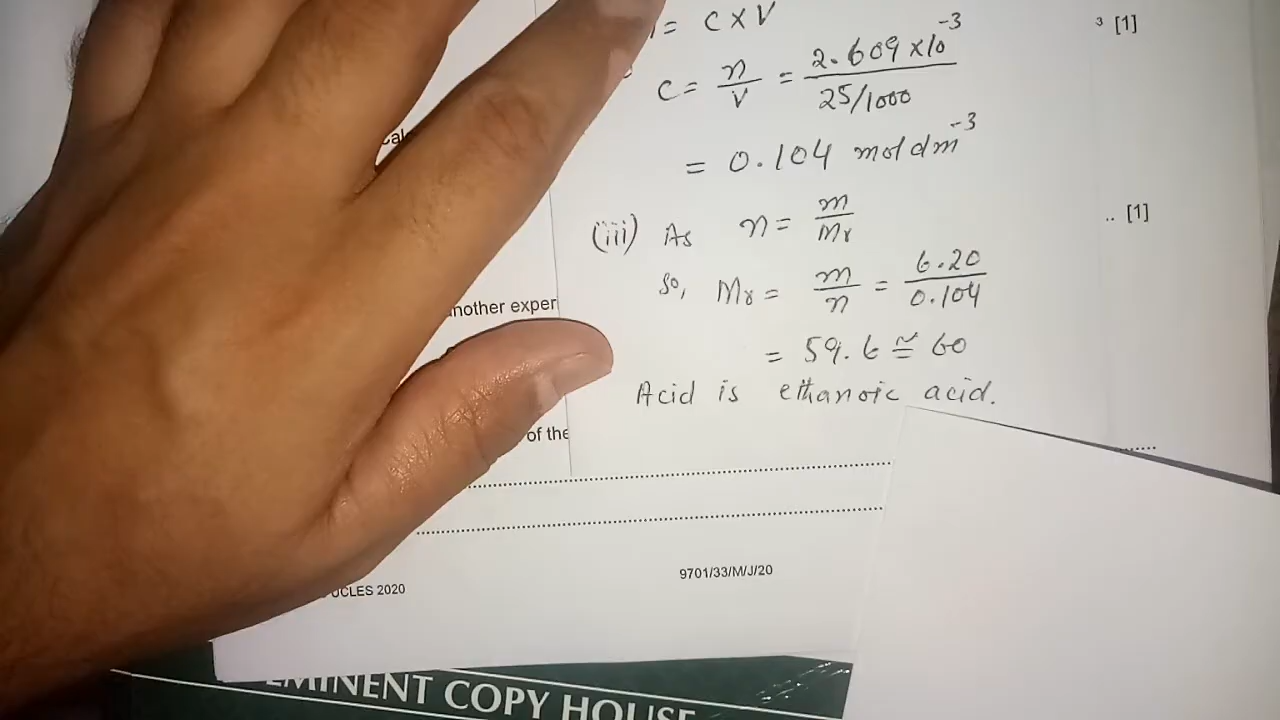 = C × V
³ [1]
C = n/V = 2.609 × 10⁻³ / 25/1000
= 0.104 mol dm⁻³
(iii) As n = m/Mr
.. [1]
so, Mr = m/n = 6.20/0.104
nother exper
= 59.6 ≅ 60
Acid is ethanoic acid.
of the
9701/33/M/J/20
UCLES 2020
EMINENT COPY HOUSE